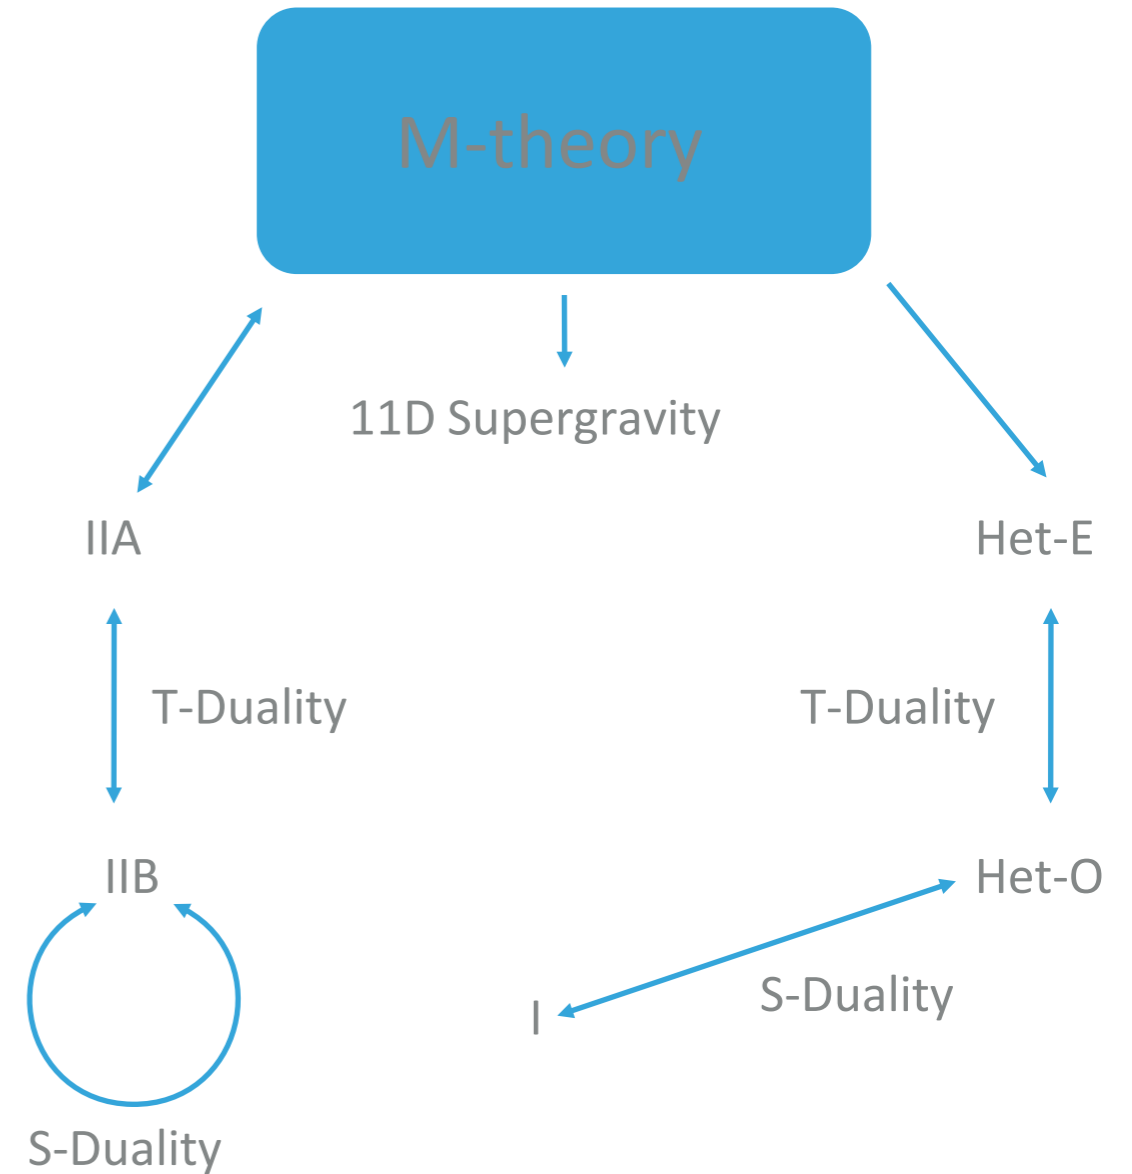 M-theory
11D Supergravity
IIA
Het-E
T-Duality
T-Duality
IIB
Het-O
I
S-Duality
S-Duality